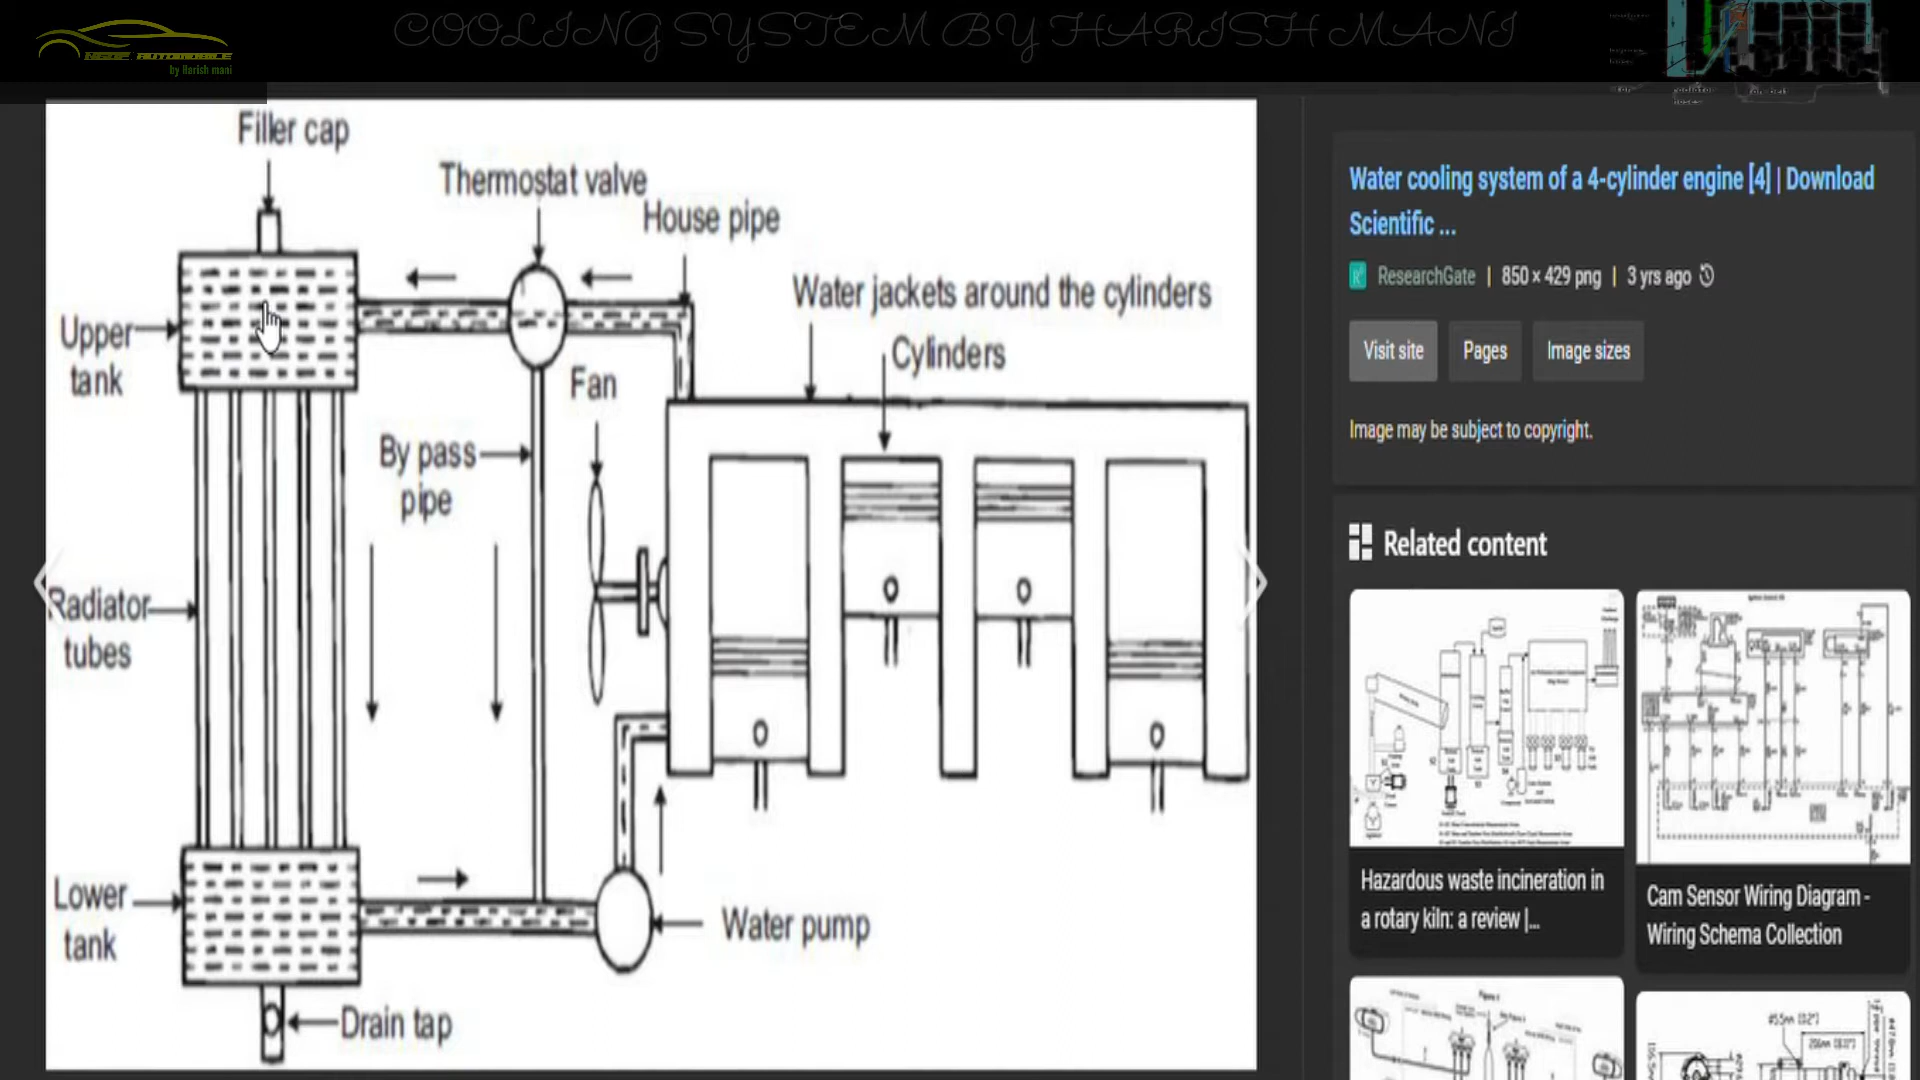 COOLING SYSTEM BY HARISH MANI
NSDF AUTOMOBILE
by Harish mani
Filler cap
Thermostat valve
House pipe
Water jackets around the cylinders
Cylinders
Upper
tank
Fan
By pass
pipe
Radiator
tubes
Lower
tank
Water pump
Drain tap
Water cooling system of a 4-cylinder engine [4] | Download
Scientific ...
ResearchGate | 850 × 429 png | 3 yrs ago
Visit site
Pages
Image sizes
Image may be subject to copyright.
Related content
Hazardous waste incineration in
a rotary kiln: a review |...
Cam Sensor Wiring Diagram -
Wiring Schema Collection